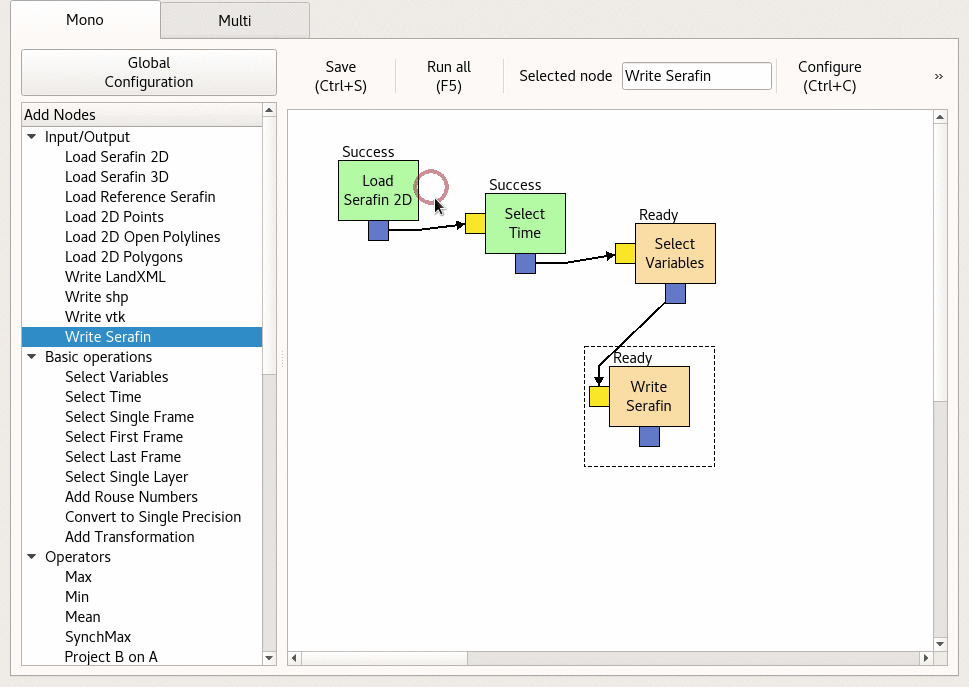 Mono
Multi
Global
Configuration
Save
(Ctrl+S)
Run all
(F5)
Selected node
Write Serafin
Configure
(Ctrl+C)
»
Add Nodes
Input/Output
Load Serafin 2D
Load Serafin 3D
Load Reference Serafin
Load 2D Points
Load 2D Open Polylines
Load 2D Polygons
Write LandXML
Write shp
Write vtk
Write Serafin
Basic operations
Select Variables
Select Time
Select Single Frame
Select First Frame
Select Last Frame
Select Single Layer
Add Rouse Numbers
Convert to Single Precision
Add Transformation
Operators
Max
Min
Mean
SynchMax
Project B on A
Success
Load
Serafin 2D
Success
Select
Time
Ready
Select
Variables
Ready
Write
Serafin